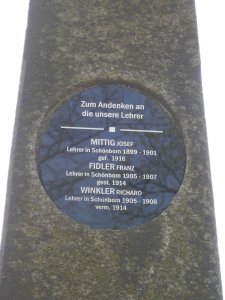 Zum Andenken an
die unsere Lehrer
MITTIG JOSEF
Lehrer in Schönborn 1899 - 1901
gef. 1916
FIDLER FRANZ
Lehrer in Schönborn 1905 - 1907
gest. 1914
WINKLER RICHARD
Lehrer in Schönborn 1905 - 1908
verm. 1914